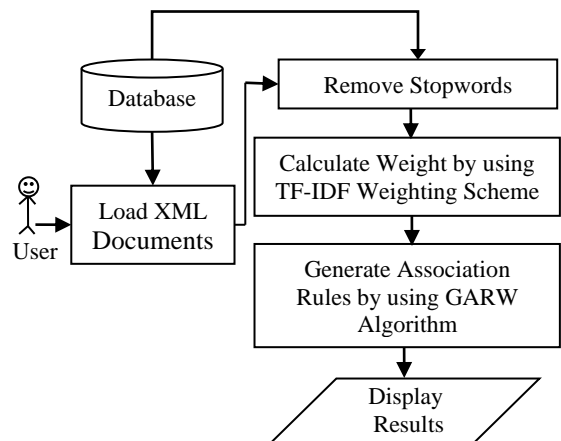 Database
Remove Stopwords
Calculate Weight by using
TF-IDF Weighting Scheme
User
Load XML
Documents
Generate Association
Rules by using GARW
Algorithm
Display
Results